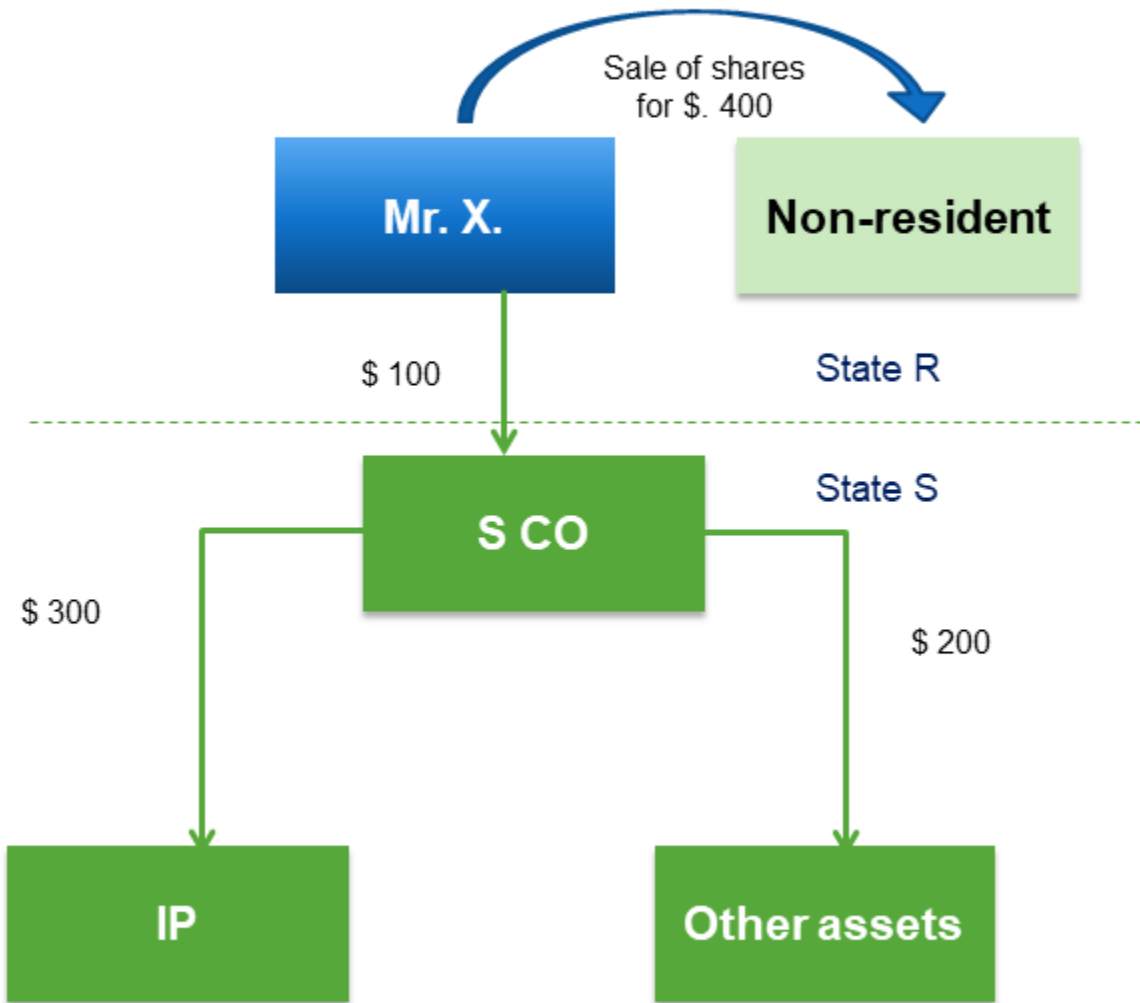 Sale of shares
for $. 400
Mr. X.
Non-resident
$ 100
State R
State S
S CO
$ 300
$ 200
IP
Other assets